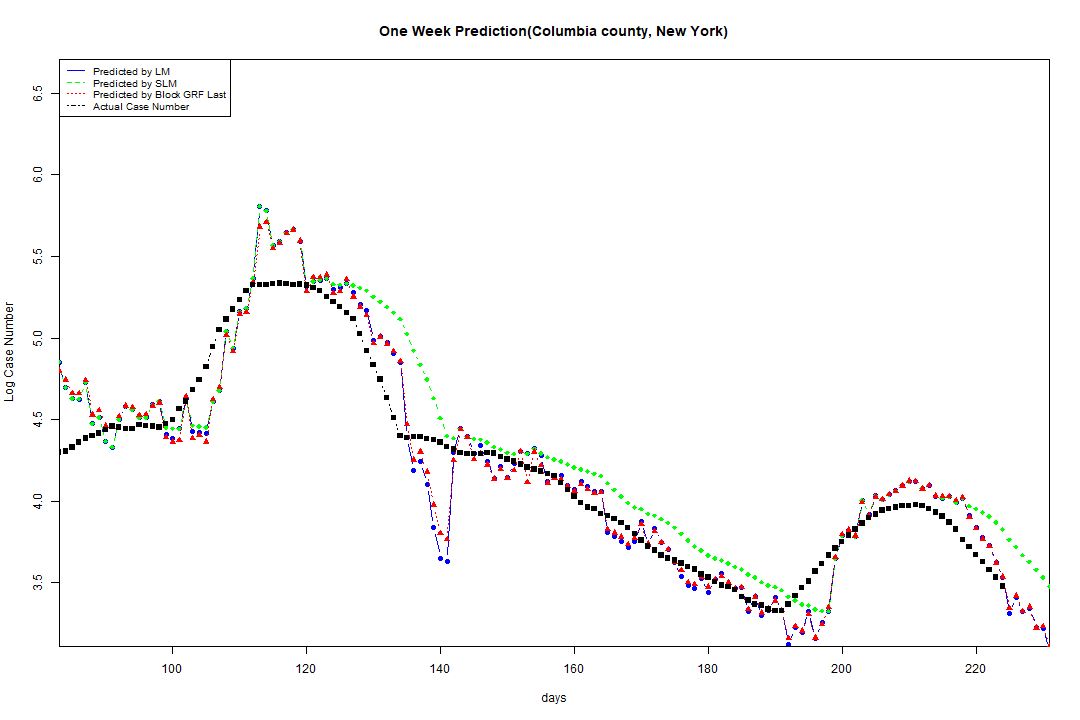 One Week Prediction(Columbia county, New York)
Predicted by LM
Predicted by SLM
Predicted by Block GRF Last
Actual Case Number
Log Case Number
6.5
6.0
5.5
5.0
4.5
4.0
3.5
100 120 140 160 180 200 220
days